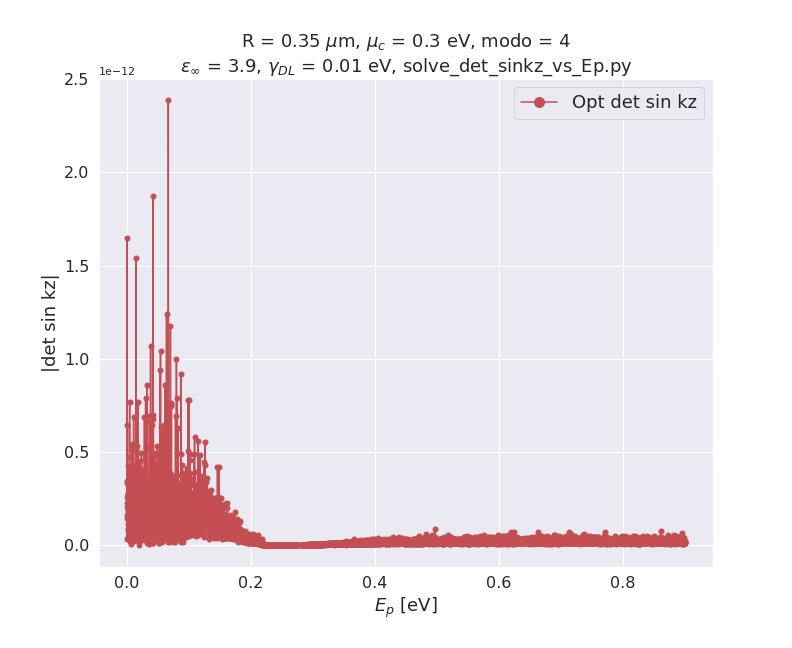 R = 0.35 μm, μ_c = 0.3 eV, modo = 4
ε_∞ = 3.9, γ_DL = 0.01 eV, solve_det_sinkz_vs_Ep.py
1e−12
2.5
2.0
1.5
1.0
0.5
0.0
|det sin kz|
Opt det sin kz
0.0 0.2 0.4 0.6 0.8
E_p [eV]